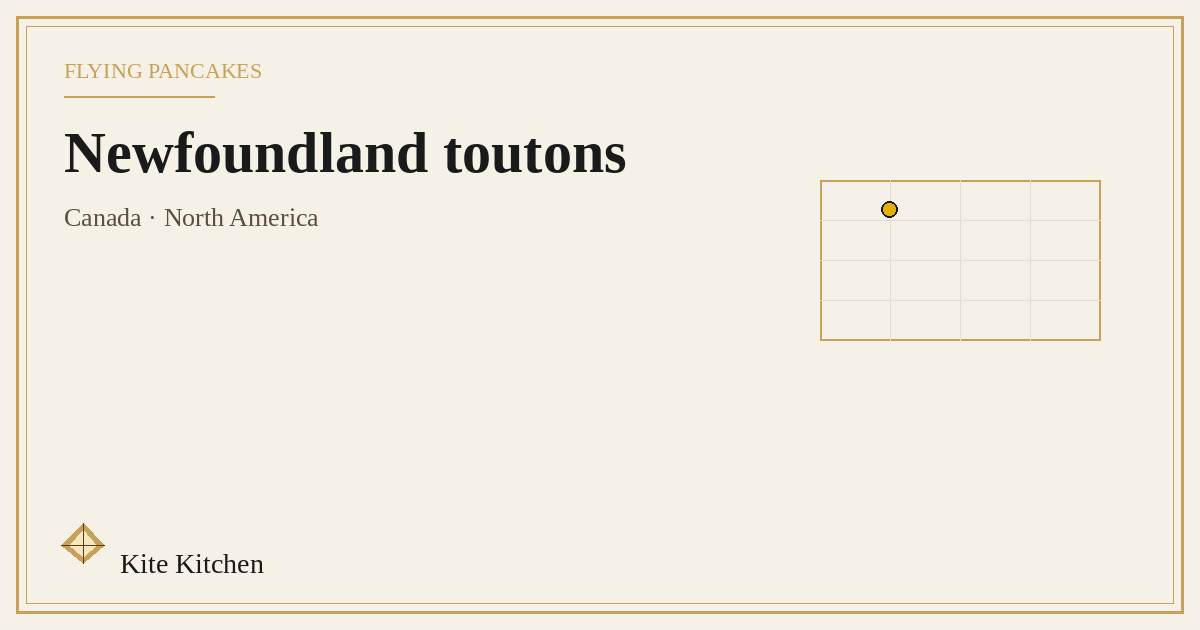 FLYING PANCAKES
Newfoundland toutons
Canada · North America
Kite Kitchen